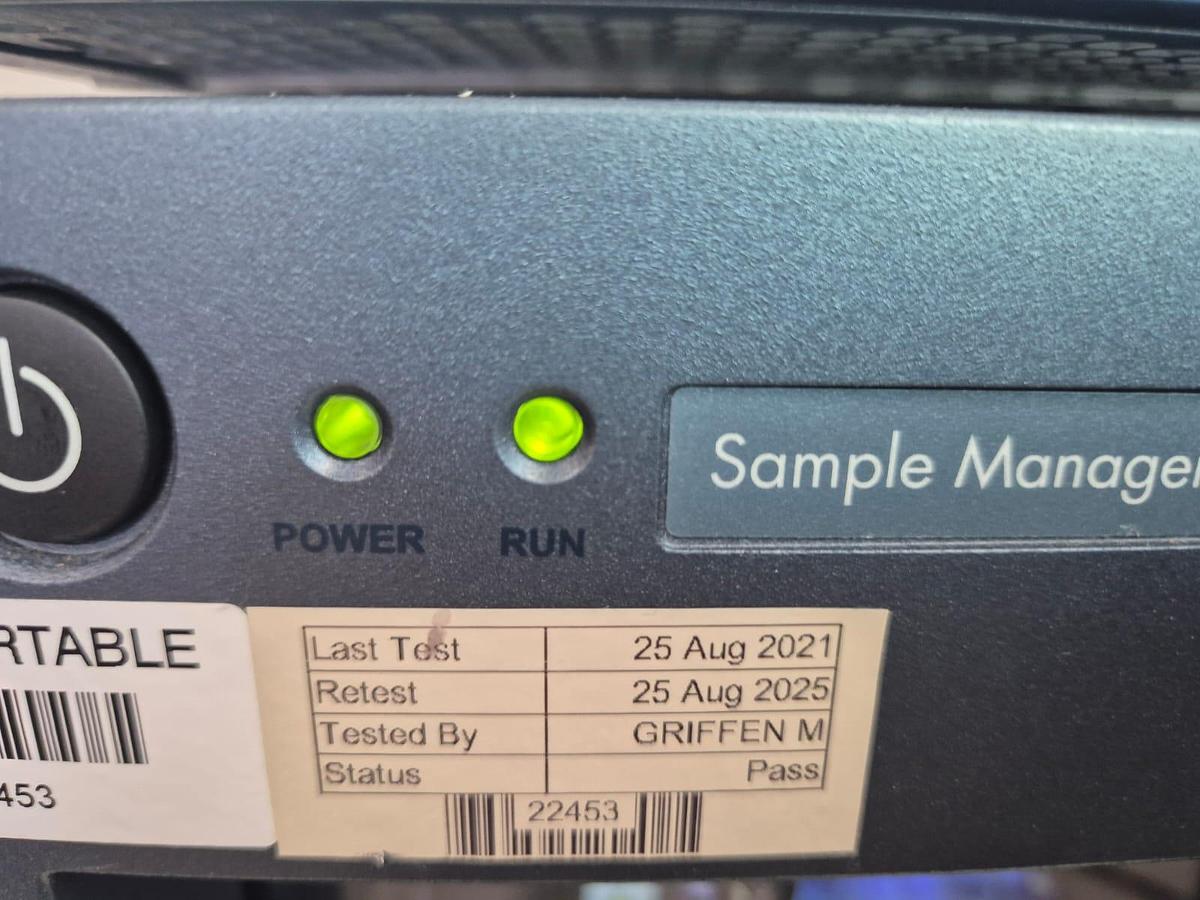 POWER RUN
Sample Manager
RTABLE
453
Last Test 25 Aug 2021
Retest 25 Aug 2025
Tested By GRIFFEN M
Status Pass
22453